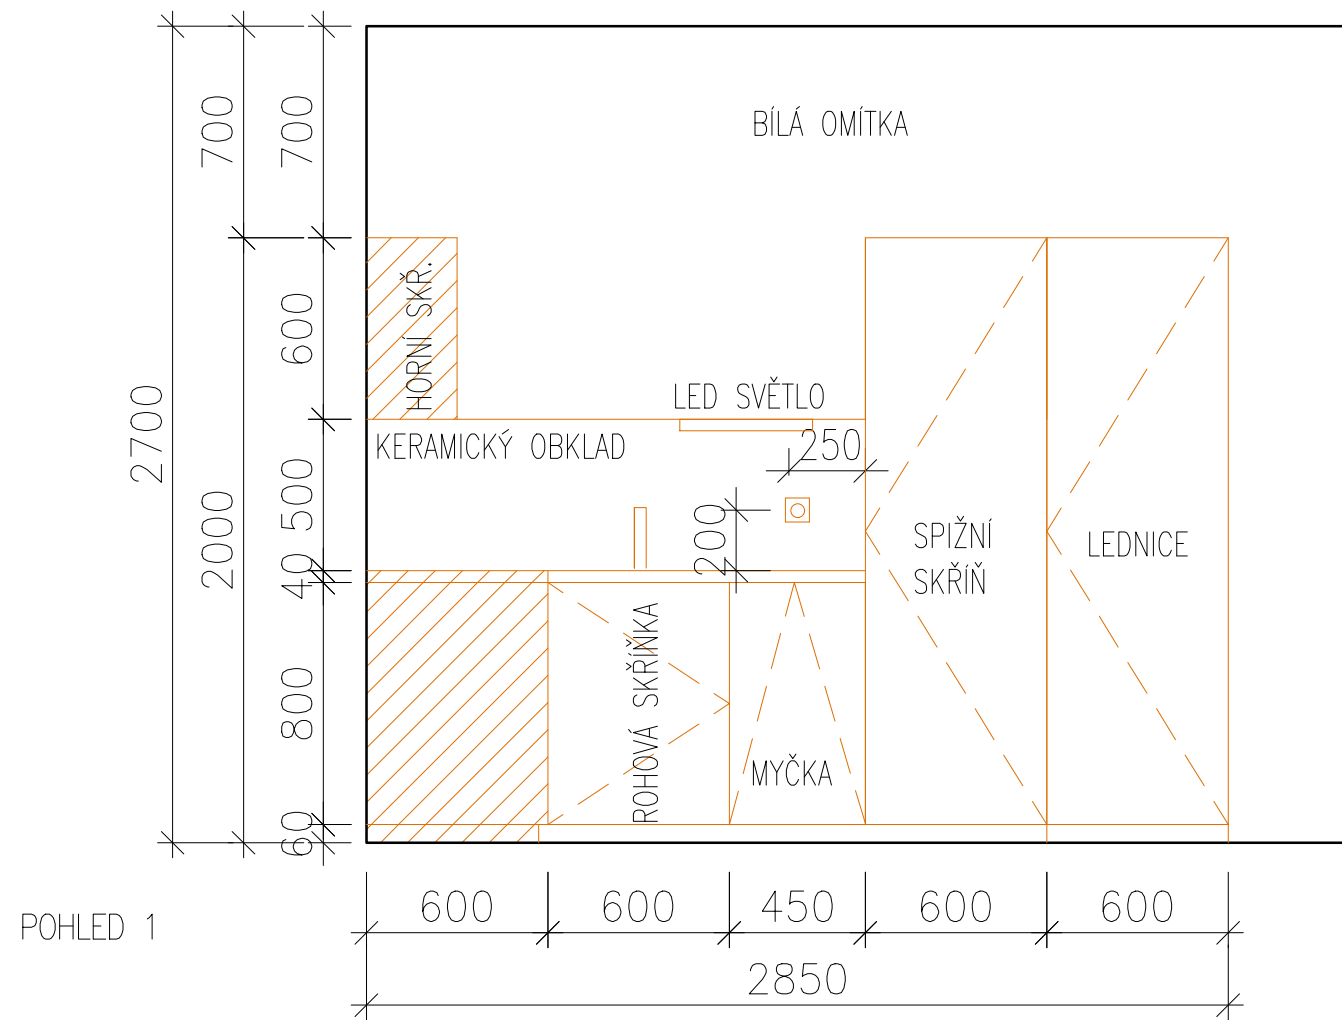 BÍLÁ OMÍTKA
700
700
HORNÍ SKŘ.
600
2700
LED SVĚTLO
KERAMICKÝ OBKLAD
250
500
2000
200
SPIŽNÍ
SKŘÍŇ
LEDNICE
40
ROHOVÁ SKŘÍŇKA
800
MYČKA
60
600
600
450
600
600
POHLED 1
2850